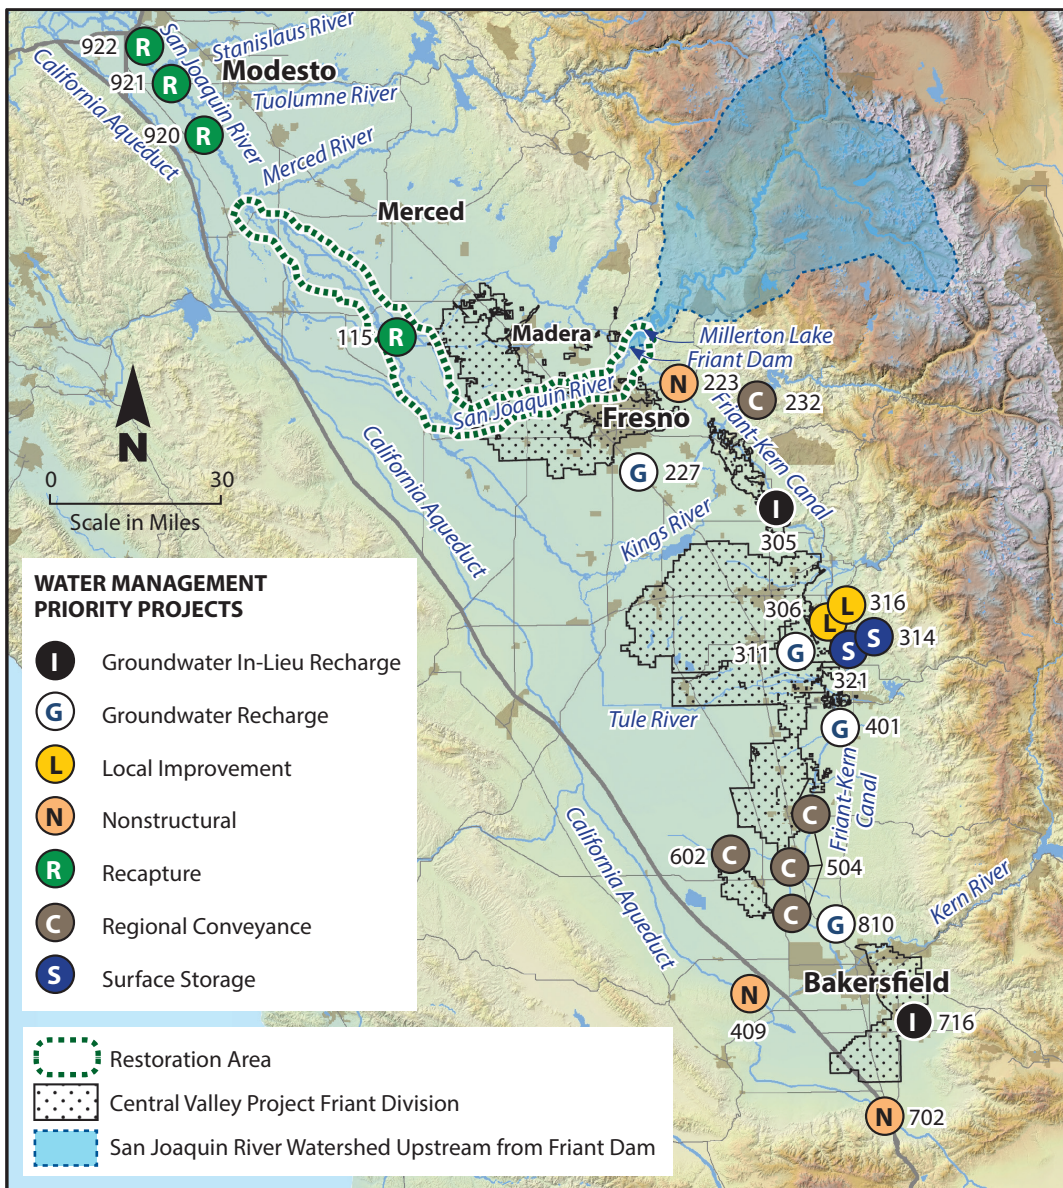 922
R
San Joaquin River
Stanislaus River
Modesto
921
R
Tuolumne River
California Aqueduct
920
R
Merced River
Merced
115
R
Madera
Millerton Lake
Friant Dam
San Joaquin River
N
223
C
232
Fresno
Friant-Kern Canal
G
227
N
0
30
Scale in Miles
California Aqueduct
Kings River
I
305
306
L
L
316
311
G
S
S
314
321
Tule River
G
401
Friant-Kern
Canal
C
602
C
C
504
C
G
810
California Aqueduct
Kern River
Bakersfield
N
409
I
716
N
702
WATER MANAGEMENT
PRIORITY PROJECTS
I Groundwater In-Lieu Recharge
G Groundwater Recharge
L Local Improvement
N Nonstructural
R Recapture
C Regional Conveyance
S Surface Storage
Restoration Area
Central Valley Project Friant Division
San Joaquin River Watershed Upstream from Friant Dam